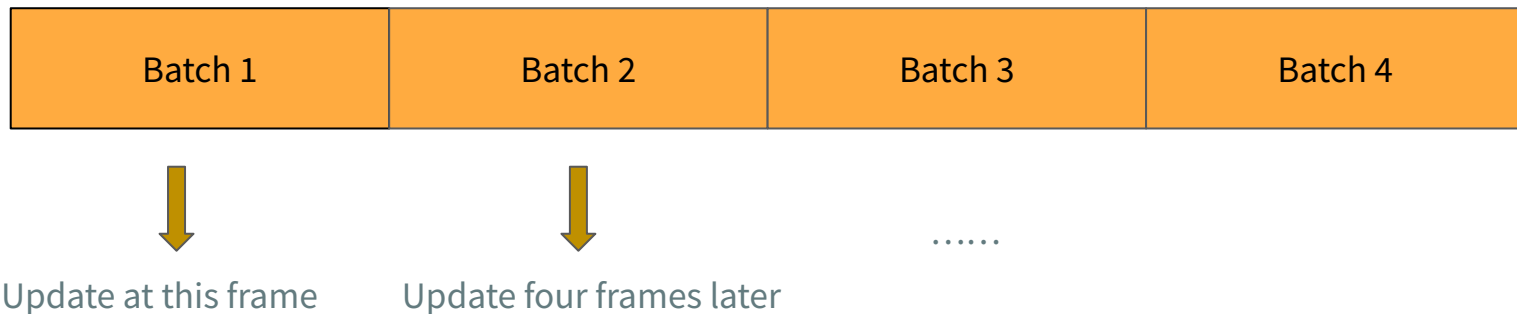 Batch 1 Batch 2 Batch 3 Batch 4
……
Update at this frame Update four frames later